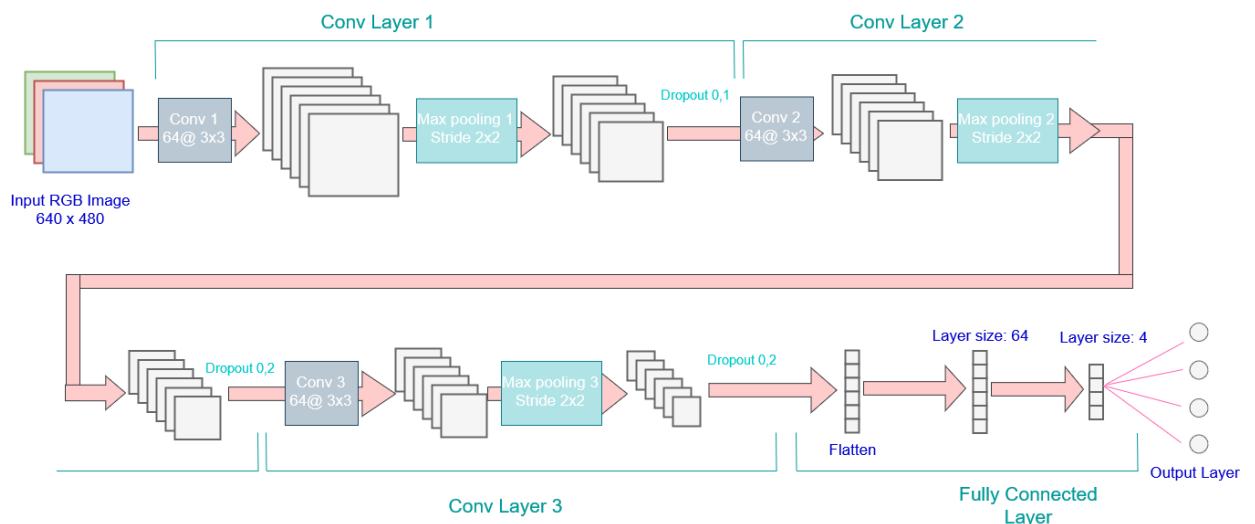 Conv Layer 1
Conv Layer 2
Dropout 0,1
Conv 1
64@ 3x3
Max pooling 1
Stride 2x2
Conv 2
64@ 3x3
Max pooling 2
Stride 2x2
Input RGB Image
640 x 480
Dropout 0,2
Conv 3
64@ 3x3
Max pooling 3
Stride 2x2
Dropout 0,2
Layer size: 64
Layer size: 4
Flatten
Output Layer
Conv Layer 3
Fully Connected
Layer